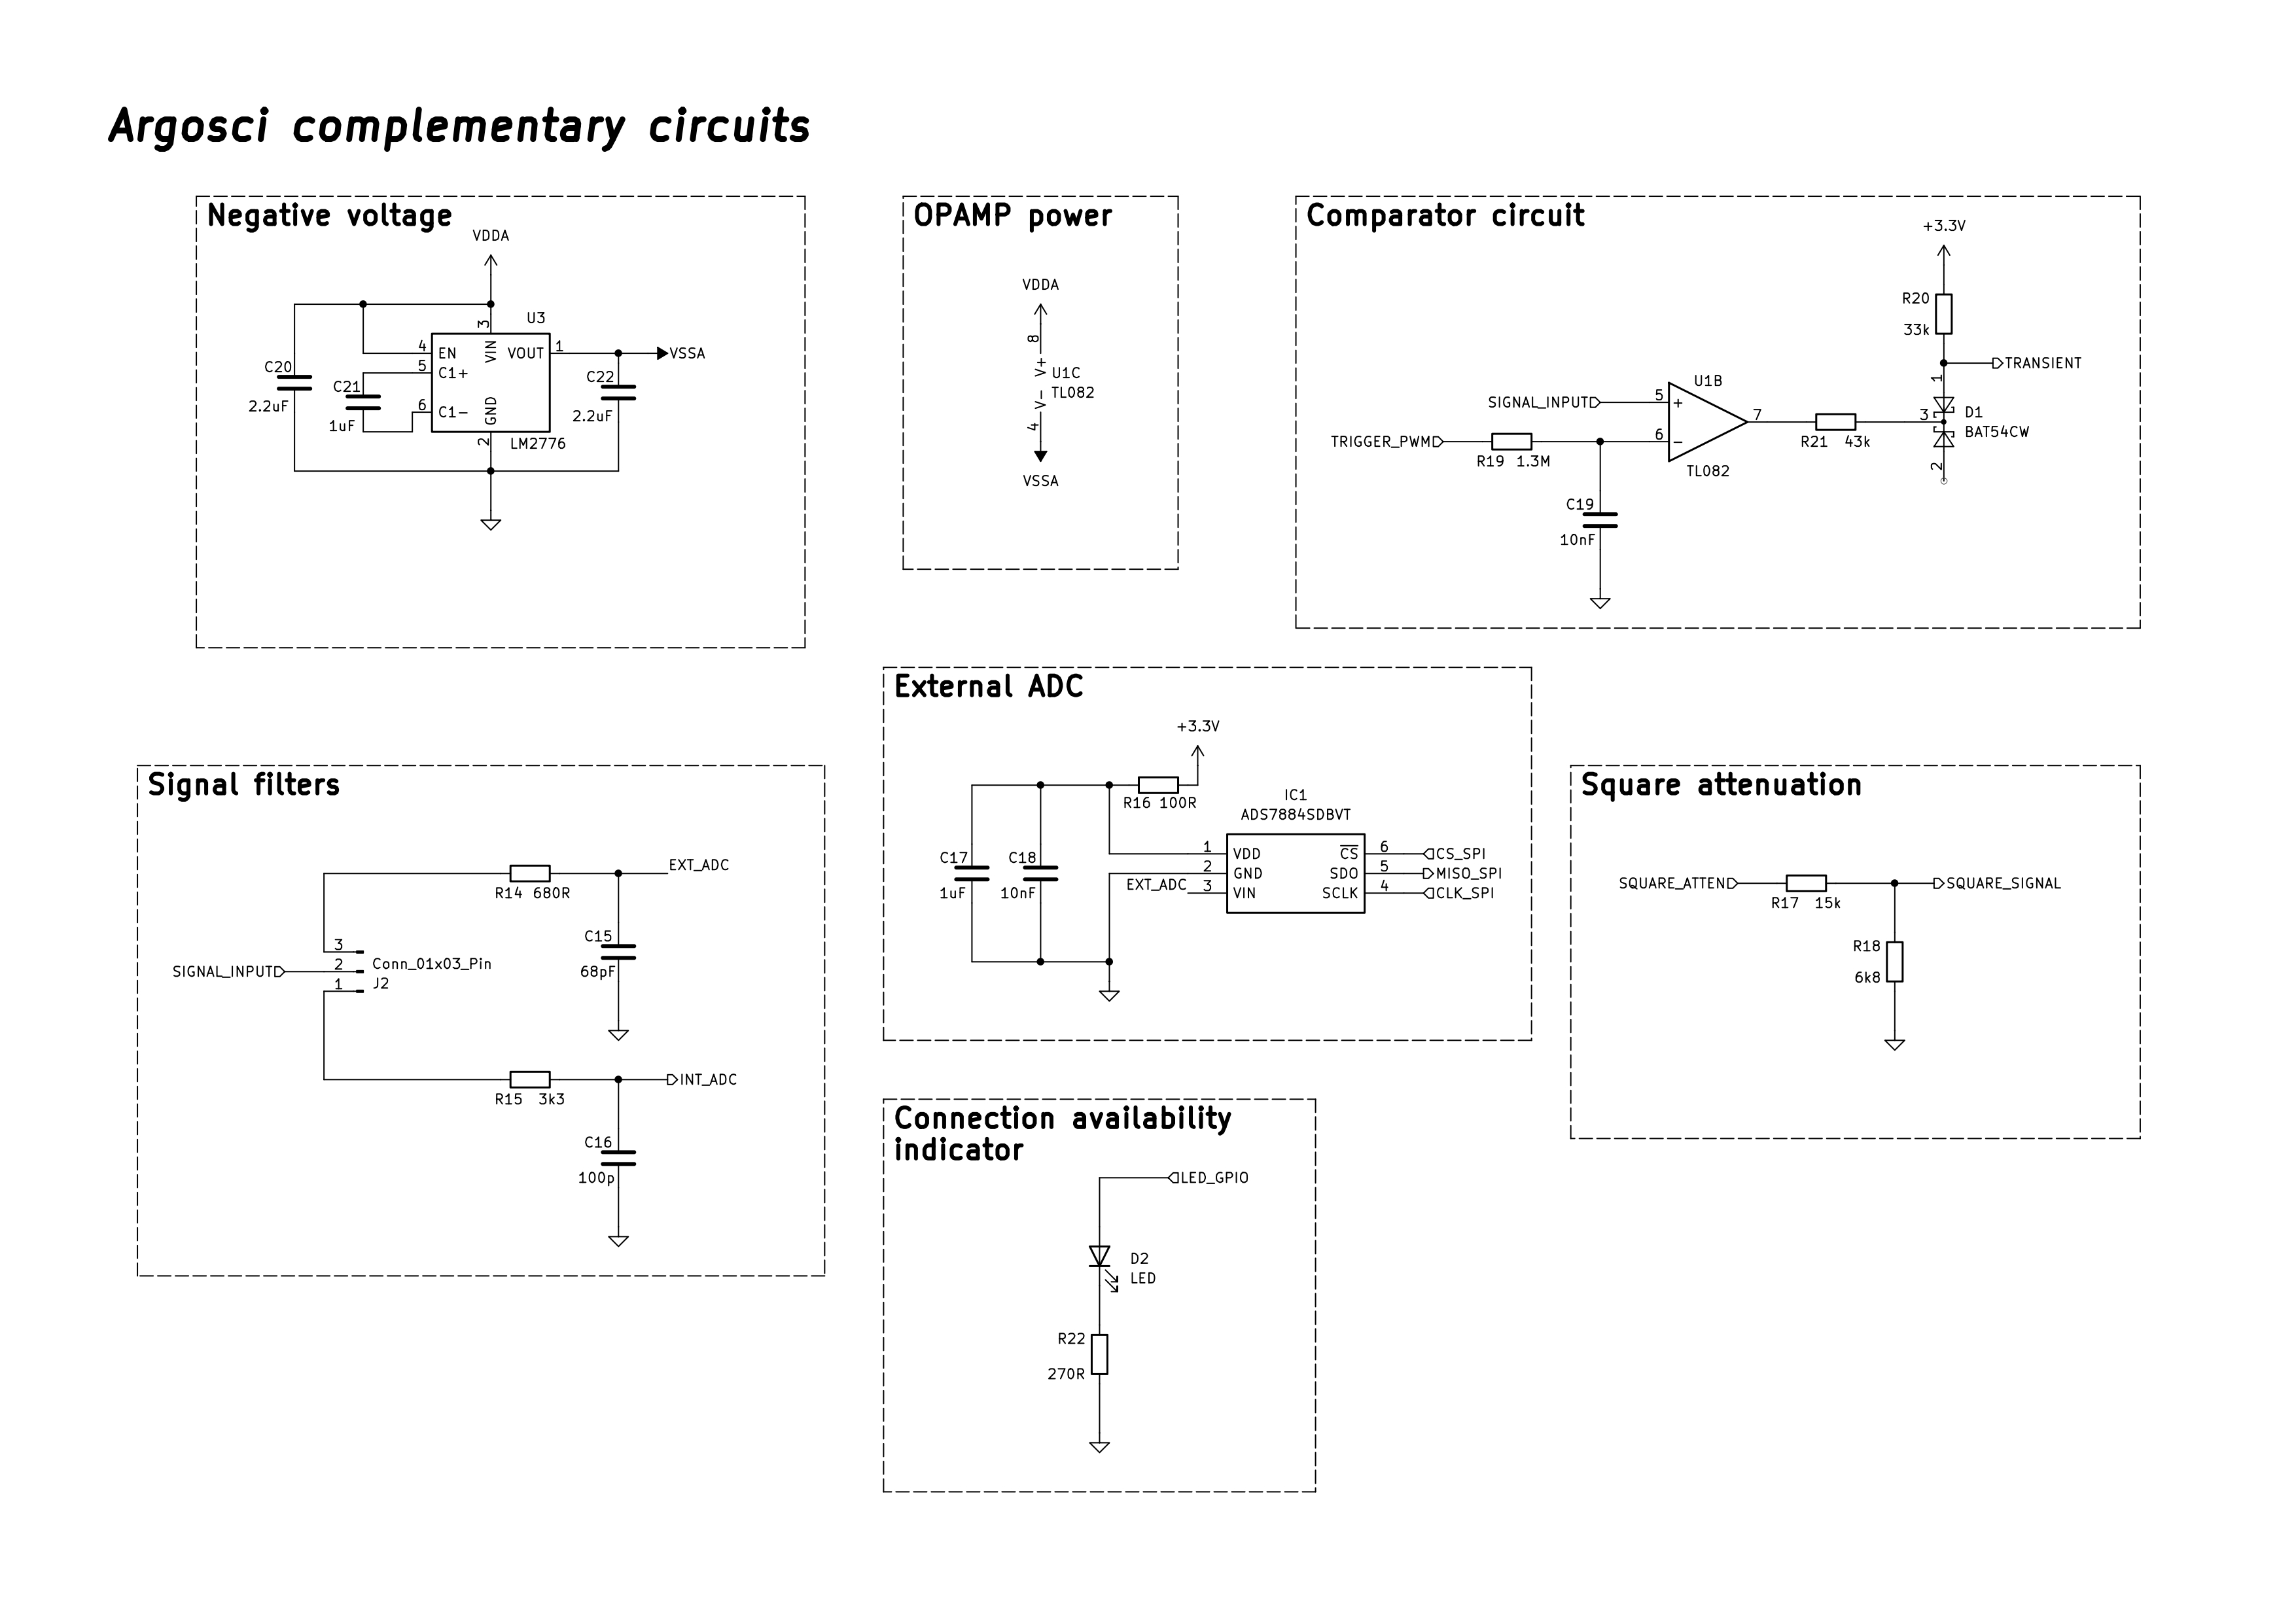 Argosci complementary circuits
Negative voltage
VDDA
U3
3
VIN
4
EN
VOUT
1
VSSA
5
C1+
6
C1-
GND
2
LM2776
C20
2.2uF
C21
1uF
C22
2.2uF
OPAMP power
VDDA
8
V+
U1C
V-
TL082
4
VSSA
Comparator circuit
+3.3V
R20
33k
TRANSIENT
1
U1B
SIGNAL_INPUT
5
+
7
3
D1
BAT54CW
TRIGGER_PWM
R19 1.3M
6
-
R21 43k
TL082
2
C19
10nF
External ADC
+3.3V
R16 100R
IC1
ADS7884SDBVT
C17
1uF
C18
10nF
1
VDD
CS
6
CS_SPI
2
GND
SDO
5
MISO_SPI
EXT_ADC
3
VIN
SCLK
4
CLK_SPI
Signal filters
EXT_ADC
R14 680R
C15
68pF
3
SIGNAL_INPUT
2
Conn_01x03_Pin
1
J2
INT_ADC
R15 3k3
C16
100p
Square attenuation
SQUARE_ATTEN
SQUARE_SIGNAL
R17 15k
R18
6k8
Connection availability
indicator
LED_GPIO
D2
LED
R22
270R